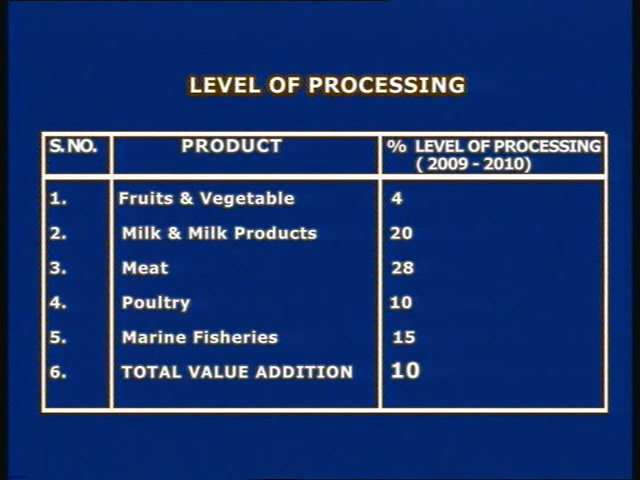 LEVEL OF PROCESSING
S.NO. PRODUCT % LEVEL OF PROCESSING
( 2009 - 2010)
1. Fruits & Vegetable 4
2. Milk & Milk Products 20
3. Meat 28
4. Poultry 10
5. Marine Fisheries 15
6. TOTAL VALUE ADDITION 10